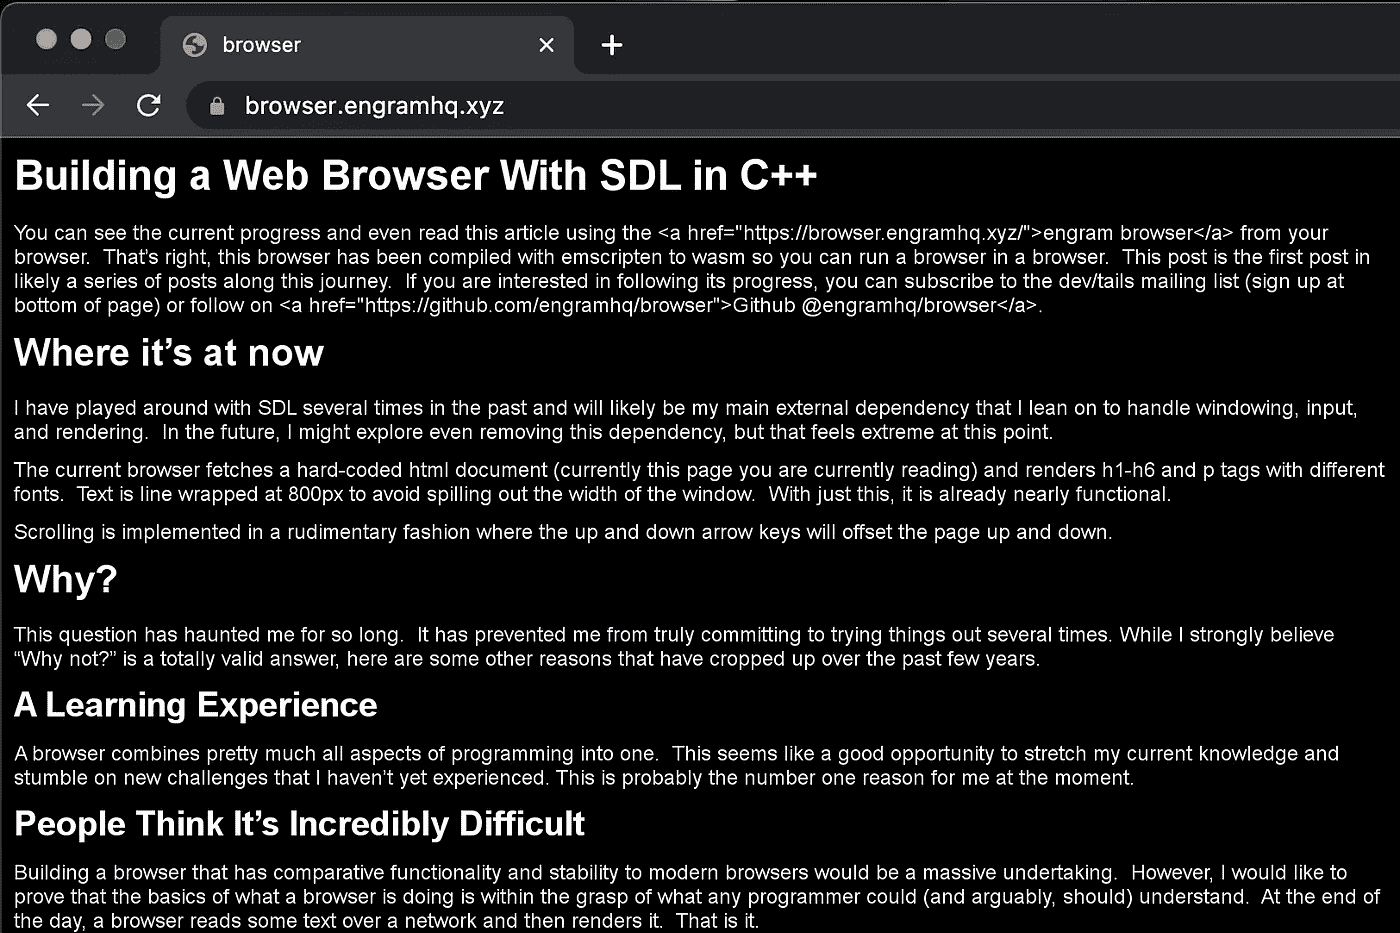 browser
browser.engramhq.xyz
Building a Web Browser With SDL in C++
You can see the current progress and even read this article using the <a href="https://browser.engramhq.xyz/">engram browser</a> from your
browser.  That's right, this browser has been compiled with emscripten to wasm so you can run a browser in a browser.  This post is the first post in
likely a series of posts along this journey.  If you are interested in following its progress, you can subscribe to the dev/tails mailing list (sign up at
bottom of page) or follow on <a href="https://github.com/engramhq/browser">Github @engramhq/browser</a>.
Where it’s at now
I have played around with SDL several times in the past and will likely be my main external dependency that I lean on to handle windowing, input,
and rendering.  In the future, I might explore even removing this dependency, but that feels extreme at this point.
The current browser fetches a hard-coded html document (currently this page you are currently reading) and renders h1-h6 and p tags with different
fonts.  Text is line wrapped at 800px to avoid spilling out the width of the window.  With just this, it is already nearly functional.
Scrolling is implemented in a rudimentary fashion where the up and down arrow keys will offset the page up and down.
Why?
This question has haunted me for so long.  It has prevented me from truly committing to trying things out several times. While I strongly believe
“Why not?” is a totally valid answer, here are some other reasons that have cropped up over the past few years.
A Learning Experience
A browser combines pretty much all aspects of programming into one.  This seems like a good opportunity to stretch my current knowledge and
stumble on new challenges that I haven’t yet experienced. This is probably the number one reason for me at the moment.
People Think It’s Incredibly Difficult
Building a browser that has comparative functionality and stability to modern browsers would be a massive undertaking.  However, I would like to
prove that the basics of what a browser is doing is within the grasp of what any programmer could (and arguably, should) understand.  At the end of
the day, a browser reads some text over a network and then renders it.  That is it.